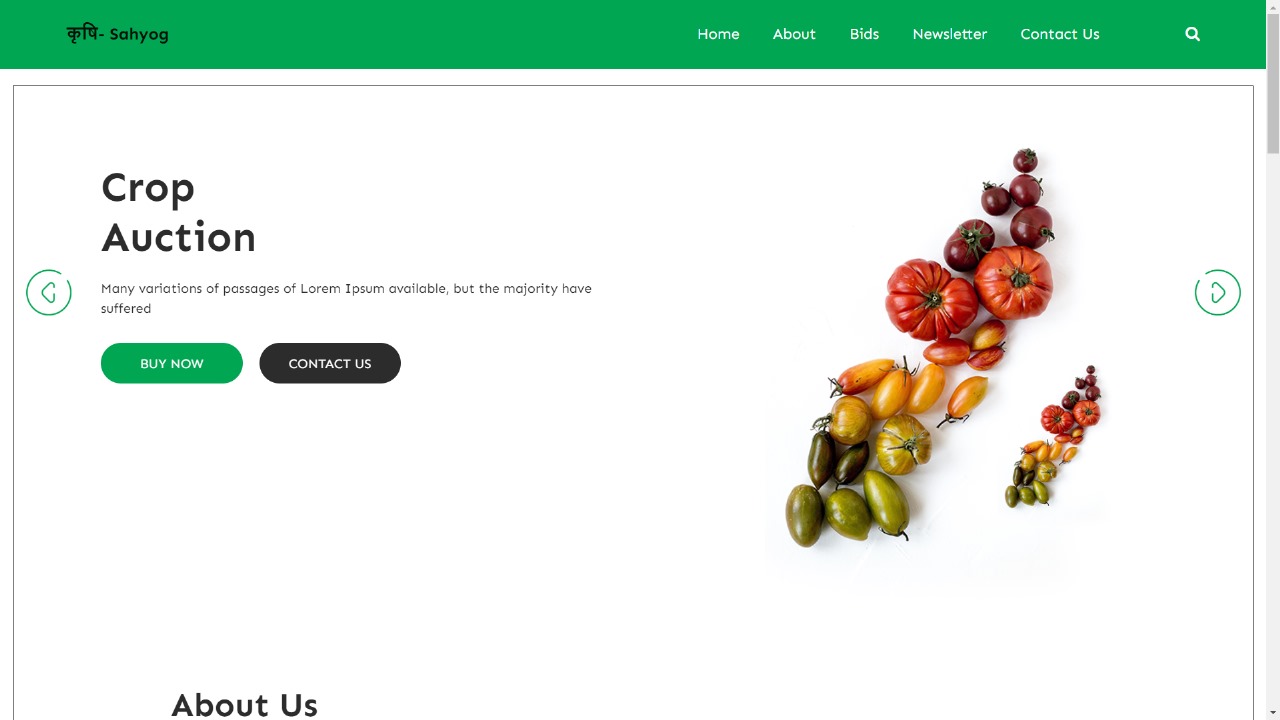 कृषि- Sahyog
Home About Bids Newsletter Contact Us
Crop
Auction
Many variations of passages of Lorem Ipsum available, but the majority have
suffered
BUY NOW CONTACT US
About Us